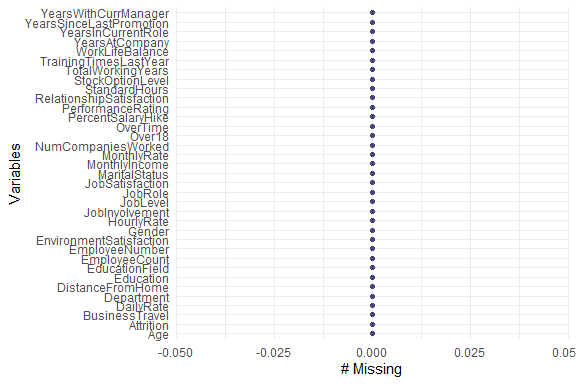 YearsWithCurrManager
YearsSinceLastPromotion
YearsInCurrentRole
YearsAtCompany
WorkLifeBalance
TrainingTimesLastYear
TotalWorkingYears
StockOptionLevel
StandardHours
RelationshipSatisfaction
PerformanceRating
PercentSalaryHike
OverTime
Over18
NumCompaniesWorked
MonthlyRate
MonthlyIncome
MaritalStatus
JobSatisfaction
JobRole
JobLevel
JobInvolvement
HourlyRate
Gender
EnvironmentSatisfaction
EmployeeNumber
EmployeeCount
EducationField
Education
DistanceFromHome
Department
DailyRate
BusinessTravel
Attrition
Age
Variables
-0.050 -0.025 0.000 0.025 0.05
# Missing